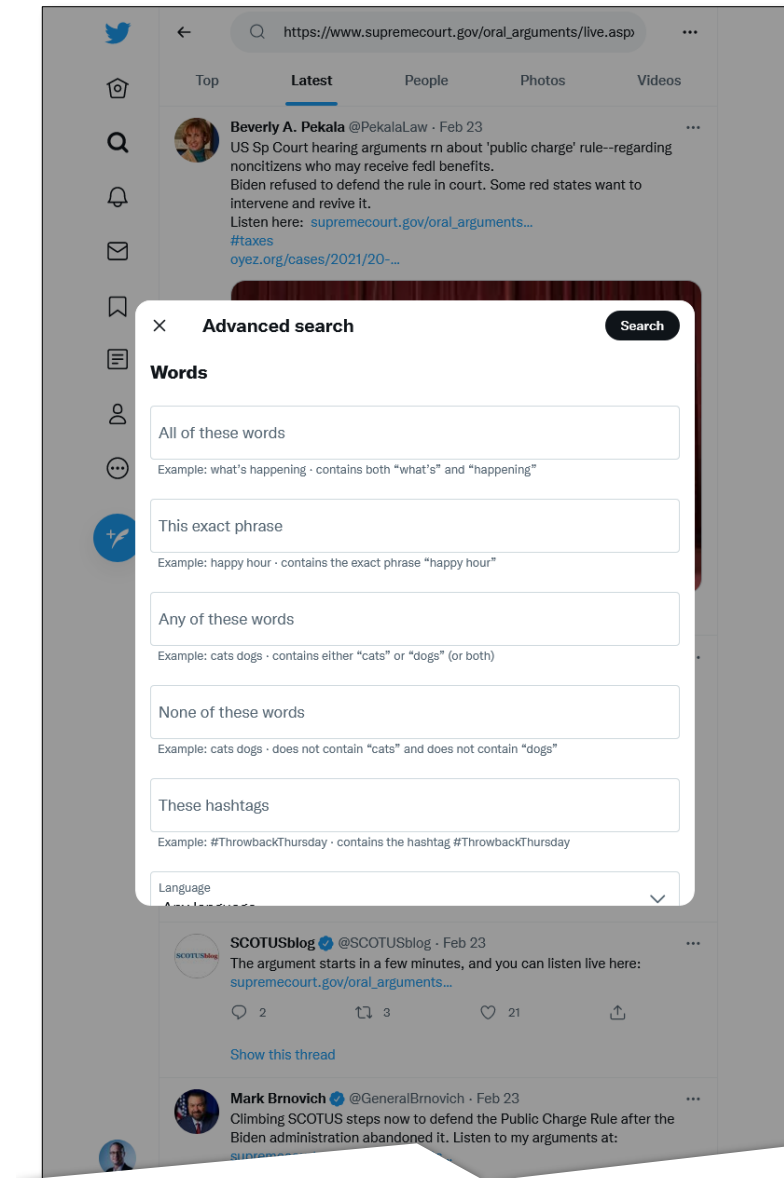 https://www.supremecourt.gov/oral_arguments/live.aspx
Top Latest People Photos Videos
Beverly A. Pekala @PekalaLaw · Feb 23
US Sp Court hearing arguments rn about 'public charge' rule--regarding
noncitizens who may receive fedl benefits.
Biden refused to defend the rule in court. Some red states want to
intervene and revive it.
Listen here: supremecourt.gov/oral_arguments...
#taxes
oyez.org/cases/2021/20-...
Advanced search
Search
Words
All of these words
Example: what's happening · contains both “what's” and “happening”
This exact phrase
Example: happy hour · contains the exact phrase “happy hour”
Any of these words
Example: cats dogs · contains either “cats” or “dogs” (or both)
None of these words
Example: cats dogs · does not contain “cats” and does not contain “dogs”
These hashtags
Example: #ThrowbackThursday · contains the hashtag #ThrowbackThursday
Language
Any language
SCOTUSblog
SCOTUSblog @SCOTUSblog · Feb 23
The argument starts in a few minutes, and you can listen live here:
supremecourt.gov/oral_arguments...
2 3 21
Show this thread
Mark Brnovich @GeneralBrnovich · Feb 23
Climbing SCOTUS steps now to defend the Public Charge Rule after the
Biden administration abandoned it. Listen to my arguments at: